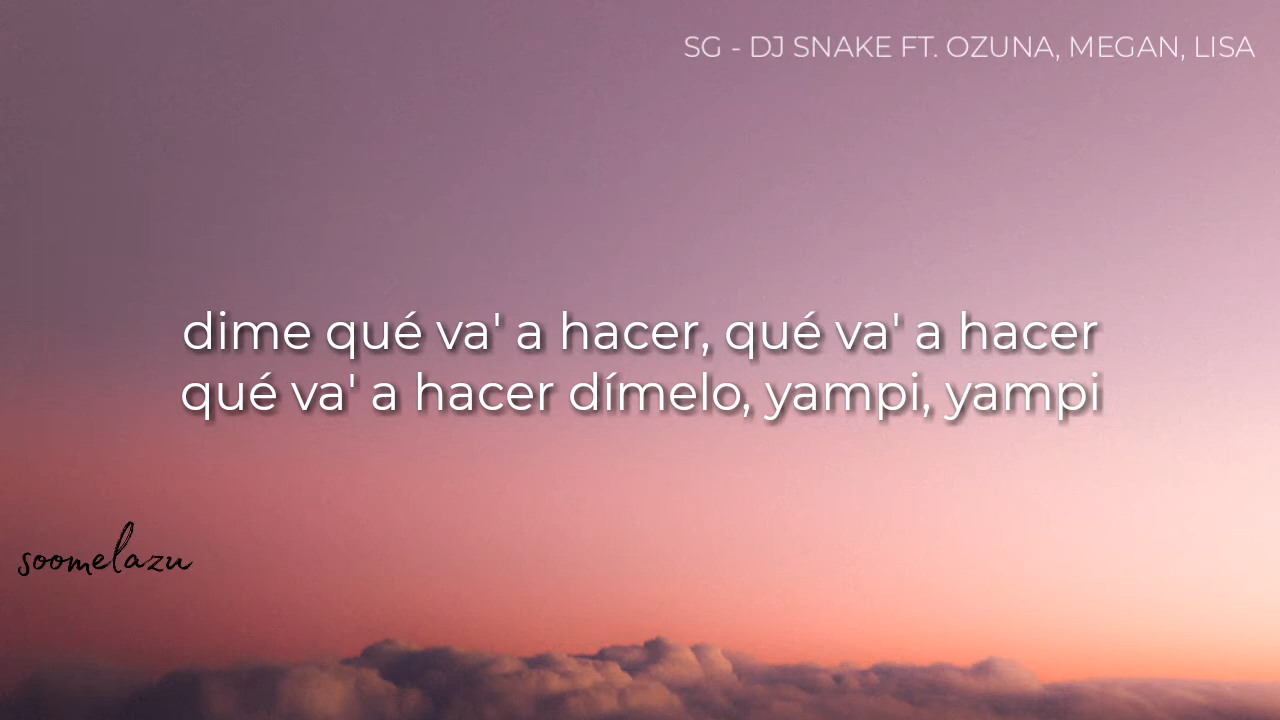 SG - DJ SNAKE FT. OZUNA, MEGAN, LISA
dime qué va' a hacer, qué va' a hacer
qué va' a hacer dímelo, yampi, yampi
soomelazu